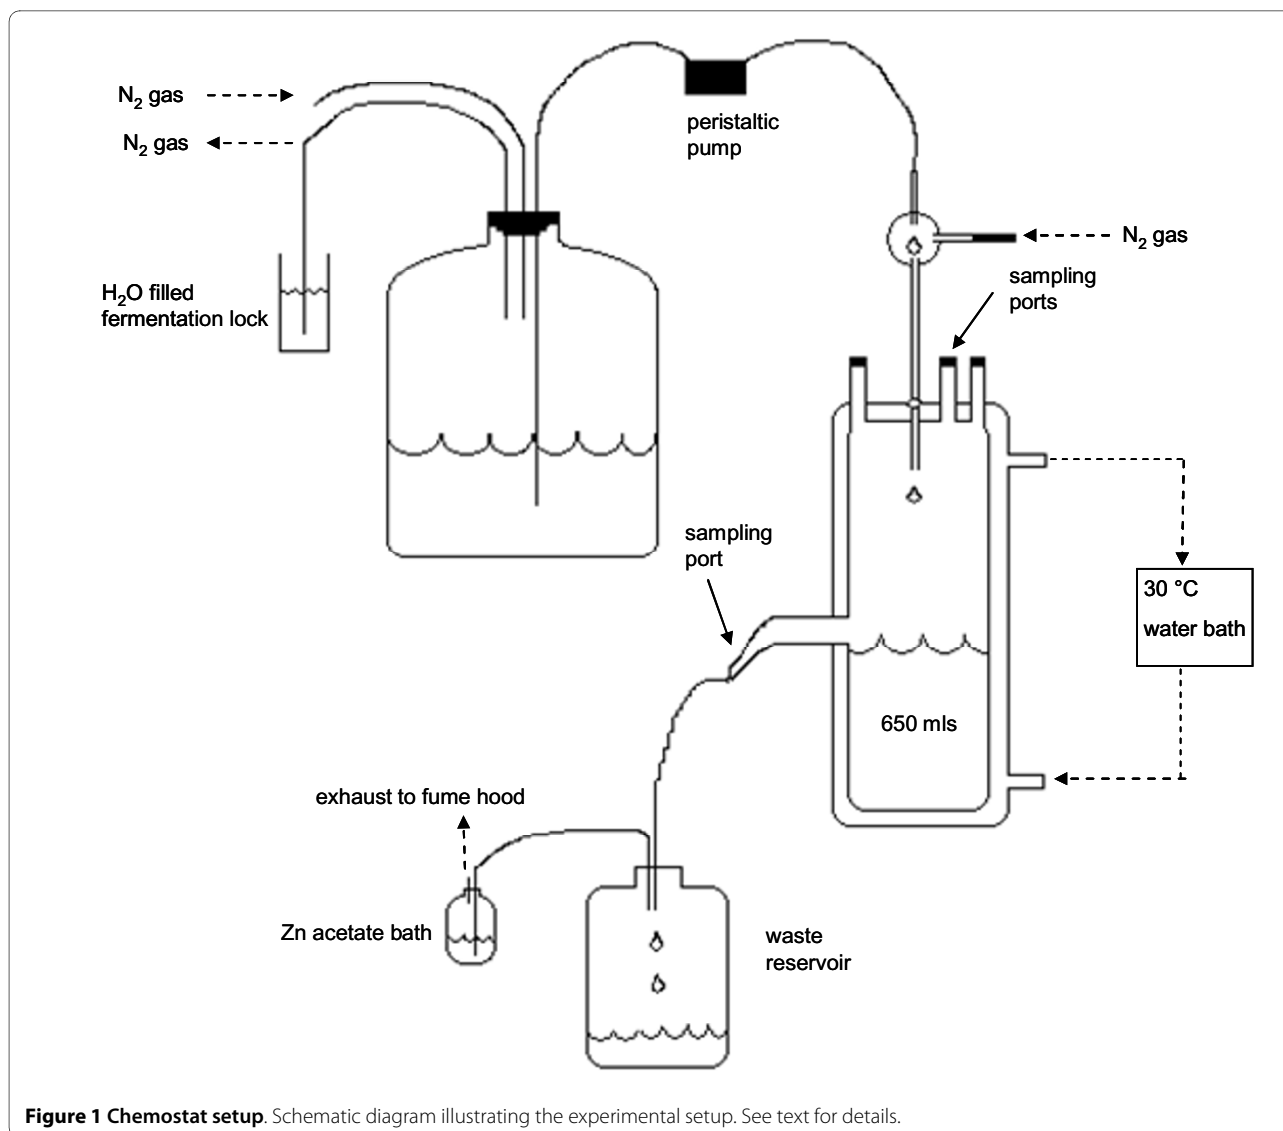 N2 gas
N2 gas
peristaltic
pump
N2 gas
sampling
ports
H2O filled
fermentation lock
sampling
port
30 °C
water bath
650 mls
exhaust to fume hood
Zn acetate bath
waste
reservoir
Figure 1 Chemostat setup. Schematic diagram illustrating the experimental setup. See text for details.